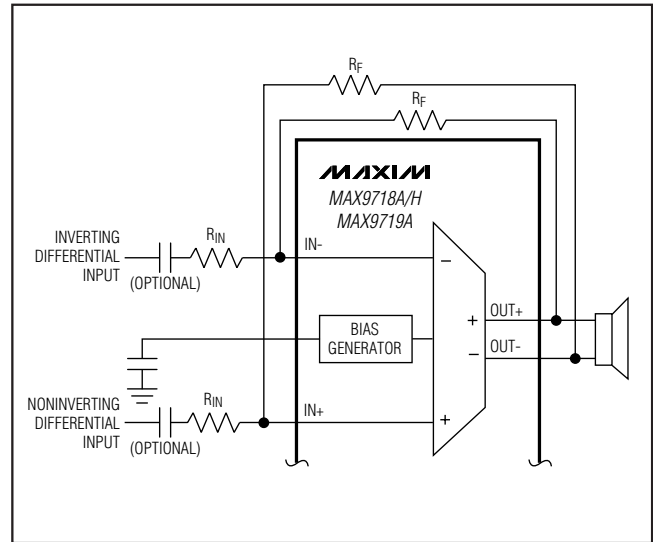 RF
RF
MAXIM
MAX9718A/H
MAX9719A
INVERTING
DIFFERENTIAL
INPUT
(OPTIONAL)
RIN
IN-
−
BIAS
GENERATOR
+
OUT+
−
OUT-
NONINVERTING
DIFFERENTIAL
INPUT
(OPTIONAL)
RIN
IN+
+